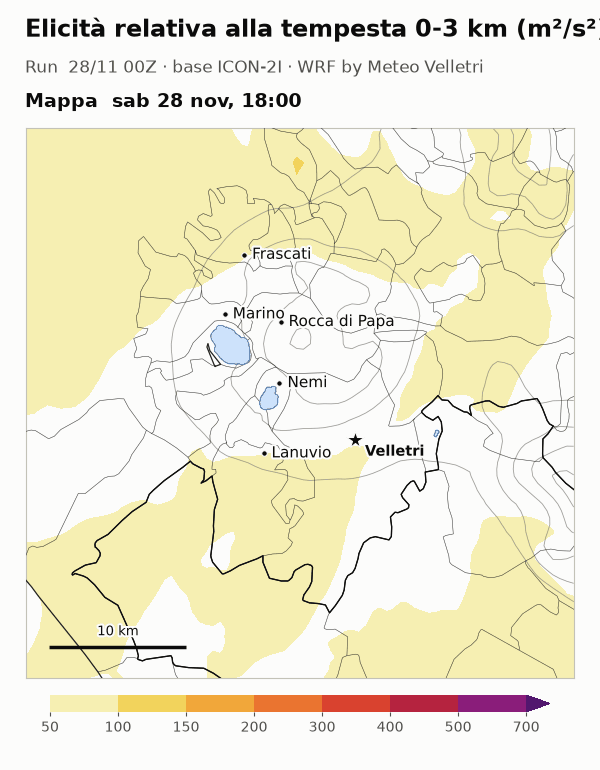 Elicità relativa alla tempesta 0-3 km (m²/s²)
Run  28/11 00Z · base ICON-2I · WRF by Meteo Velletri
Mappa  sab 28 nov, 18:00
Frascati
Marino
Rocca di Papa
Nemi
Velletri
Lanuvio
10 km
50 100 150 200 300 400 500 700